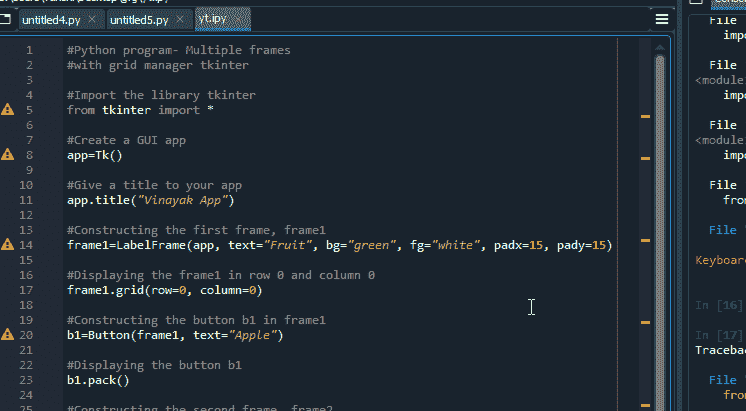 untitled4.py × untitled5.py × yt.ipy
1 #Python program- Multiple frames
2 #with grid manager tkinter
3
4 #Import the library tkinter
5 from tkinter import *
6
7 #Create a GUI app
8 app=Tk()
9
10 #Give a title to your app
11 app.title("Vinayak App")
12
13 #Constructing the first frame, frame1
14 frame1=LabelFrame(app, text="Fruit", bg="green", fg="white", padx=15, pady=15)
15
16 #Displaying the frame1 in row 0 and column 0
17 frame1.grid(row=0, column=0)
18
19 #Constructing the button b1 in frame1
20 b1=Button(frame1, text="Apple")
21
22 #Displaying the button b1
23 b1.pack()
24
25 #Constructing the second frame, frame2
File
impo
File
<module
impo
File
<module
impo
File
from
File
Keyboar
In [16]
In [17]
Traceba
File
from